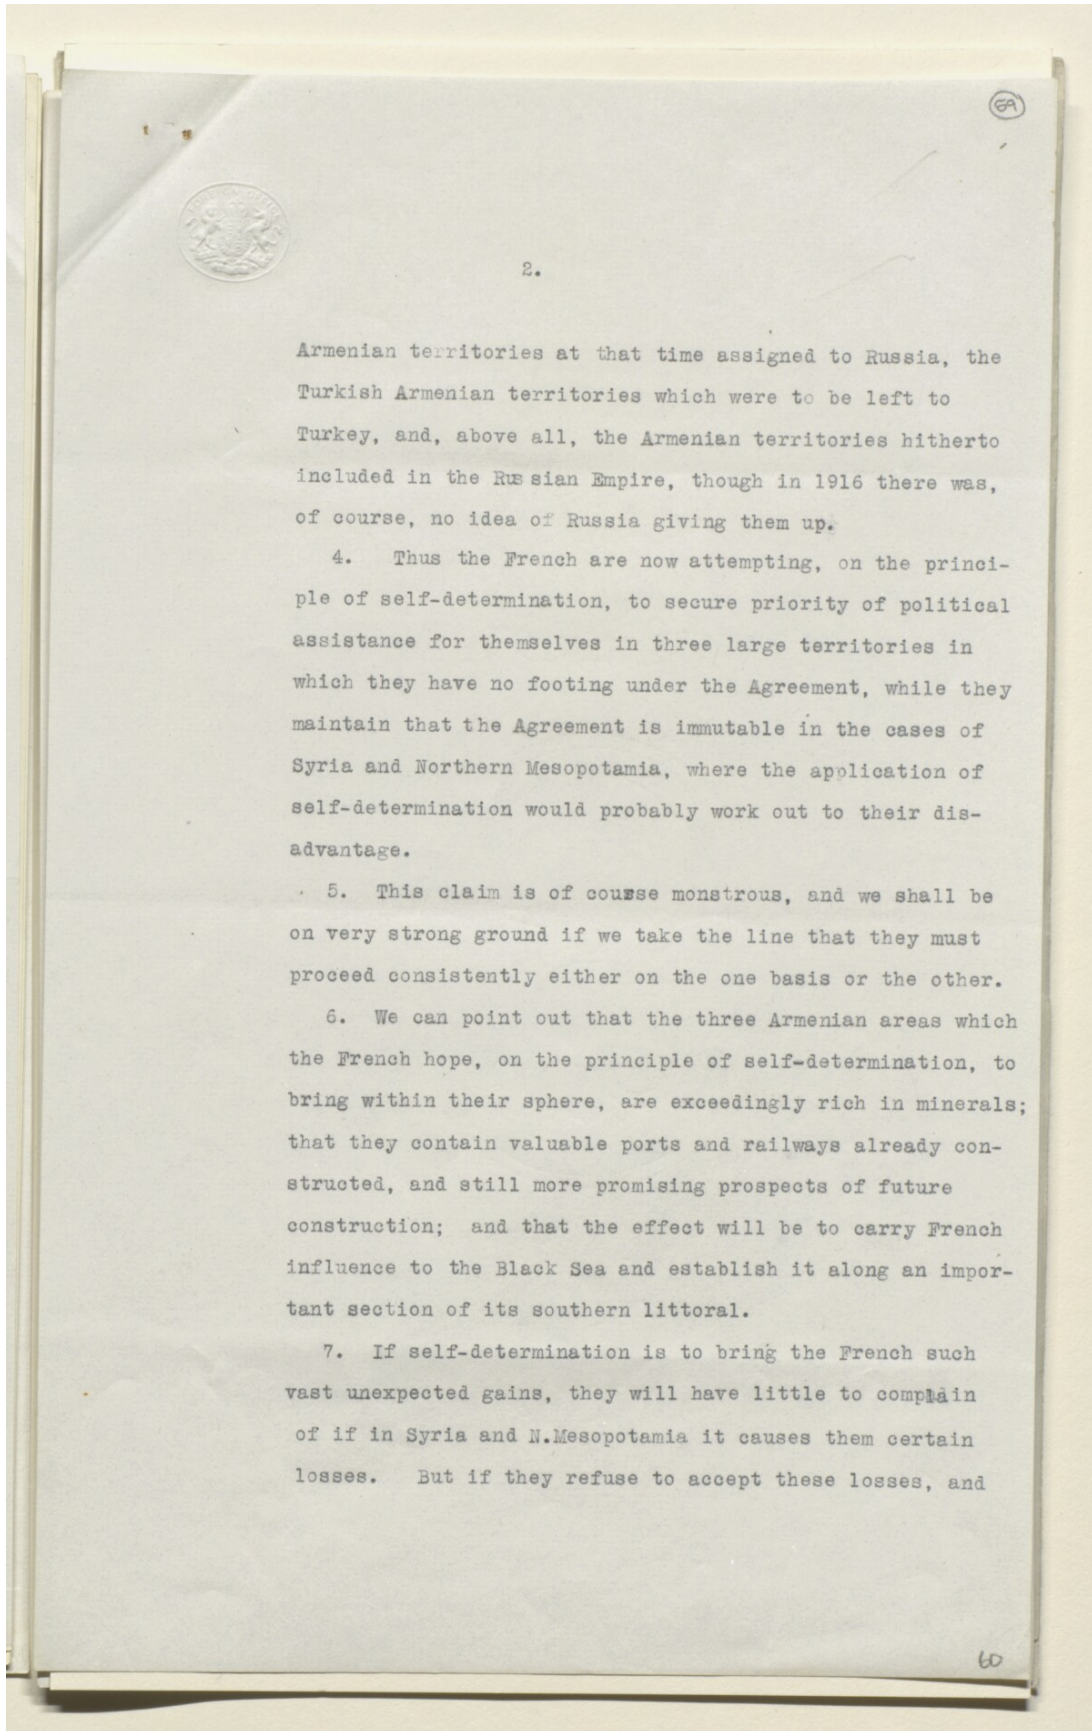 59
FOREIGN OFFICE
2.
Armenian territories at that time assigned to Russia, the
Turkish Armenian territories which were to be left to
Turkey, and, above all, the Armenian territories hitherto
included in the Russian Empire, though in 1916 there was,
of course, no idea of Russia giving them up.
4. Thus the French are now attempting, on the princi-
ple of self-determination, to secure priority of political
assistance for themselves in three large territories in
which they have no footing under the Agreement, while they
maintain that the Agreement is immutable in the cases of
Syria and Northern Mesopotamia, where the application of
self-determination would probably work out to their dis-
advantage.
5. This claim is of course monstrous, and we shall be
on very strong ground if we take the line that they must
proceed consistently either on the one basis or the other.
6. We can point out that the three Armenian areas which
the French hope, on the principle of self-determination, to
bring within their sphere, are exceedingly rich in minerals;
that they contain valuable ports and railways already con-
structed, and still more promising prospects of future
construction; and that the effect will be to carry French
influence to the Black Sea and establish it along an impor-
tant section of its southern littoral.
7. If self-determination is to bring the French such
vast unexpected gains, they will have little to complain
of if in Syria and N.Mesopotamia it causes them certain
losses. But if they refuse to accept these losses, and
60